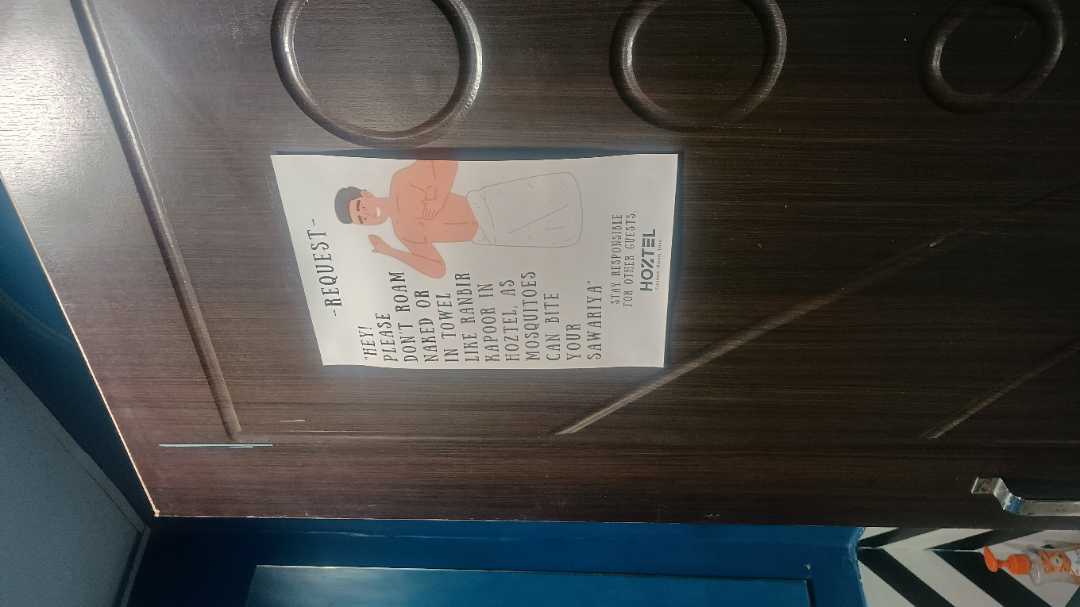 -REQUEST-
"HEY!
PLEASE
DON'T ROAM
NAKED OR
IN TOWEL
LIKE RANBIR
KAPOOR IN
HOZTEL, AS
MOSQUITOES
CAN BITE
YOUR
SAWARIYA"
STAY RESPONSIBLE
FOR OTHER GUESTS
HOZTEL